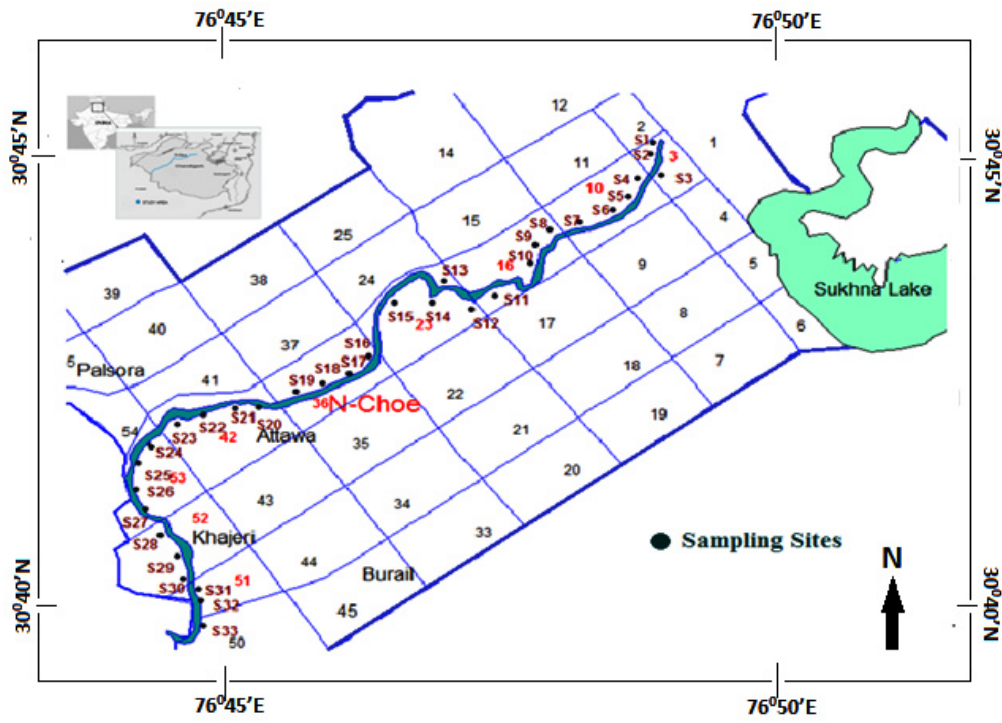 76⁰45'E
76⁰50'E
30⁰45'N
30⁰45'N
INDIA
STUDY AREA
12
2
S1
1
14
11
S2
3
S4
S3
10
S5
15
S6
4
S8
S7
25
S9
16
S10
9
5
38
24
S13
Sukhna Lake
39
S11
S15
S14
S12
8
40
23
17
6
S16
37
5
Palsora
S18
S17
18
7
41
S19
22
36
N-Choe
19
S22
S21
S20
54
S23
42
Attawa
21
35
S24
20
S25
53
43
34
S26
52
33
S27
Khajeri
Sampling Sites
S28
44
N
S29
Burail
S30
S31
51
S32
45
30⁰40'N
30⁰40'N
S33
50
76⁰45'E
76⁰50'E